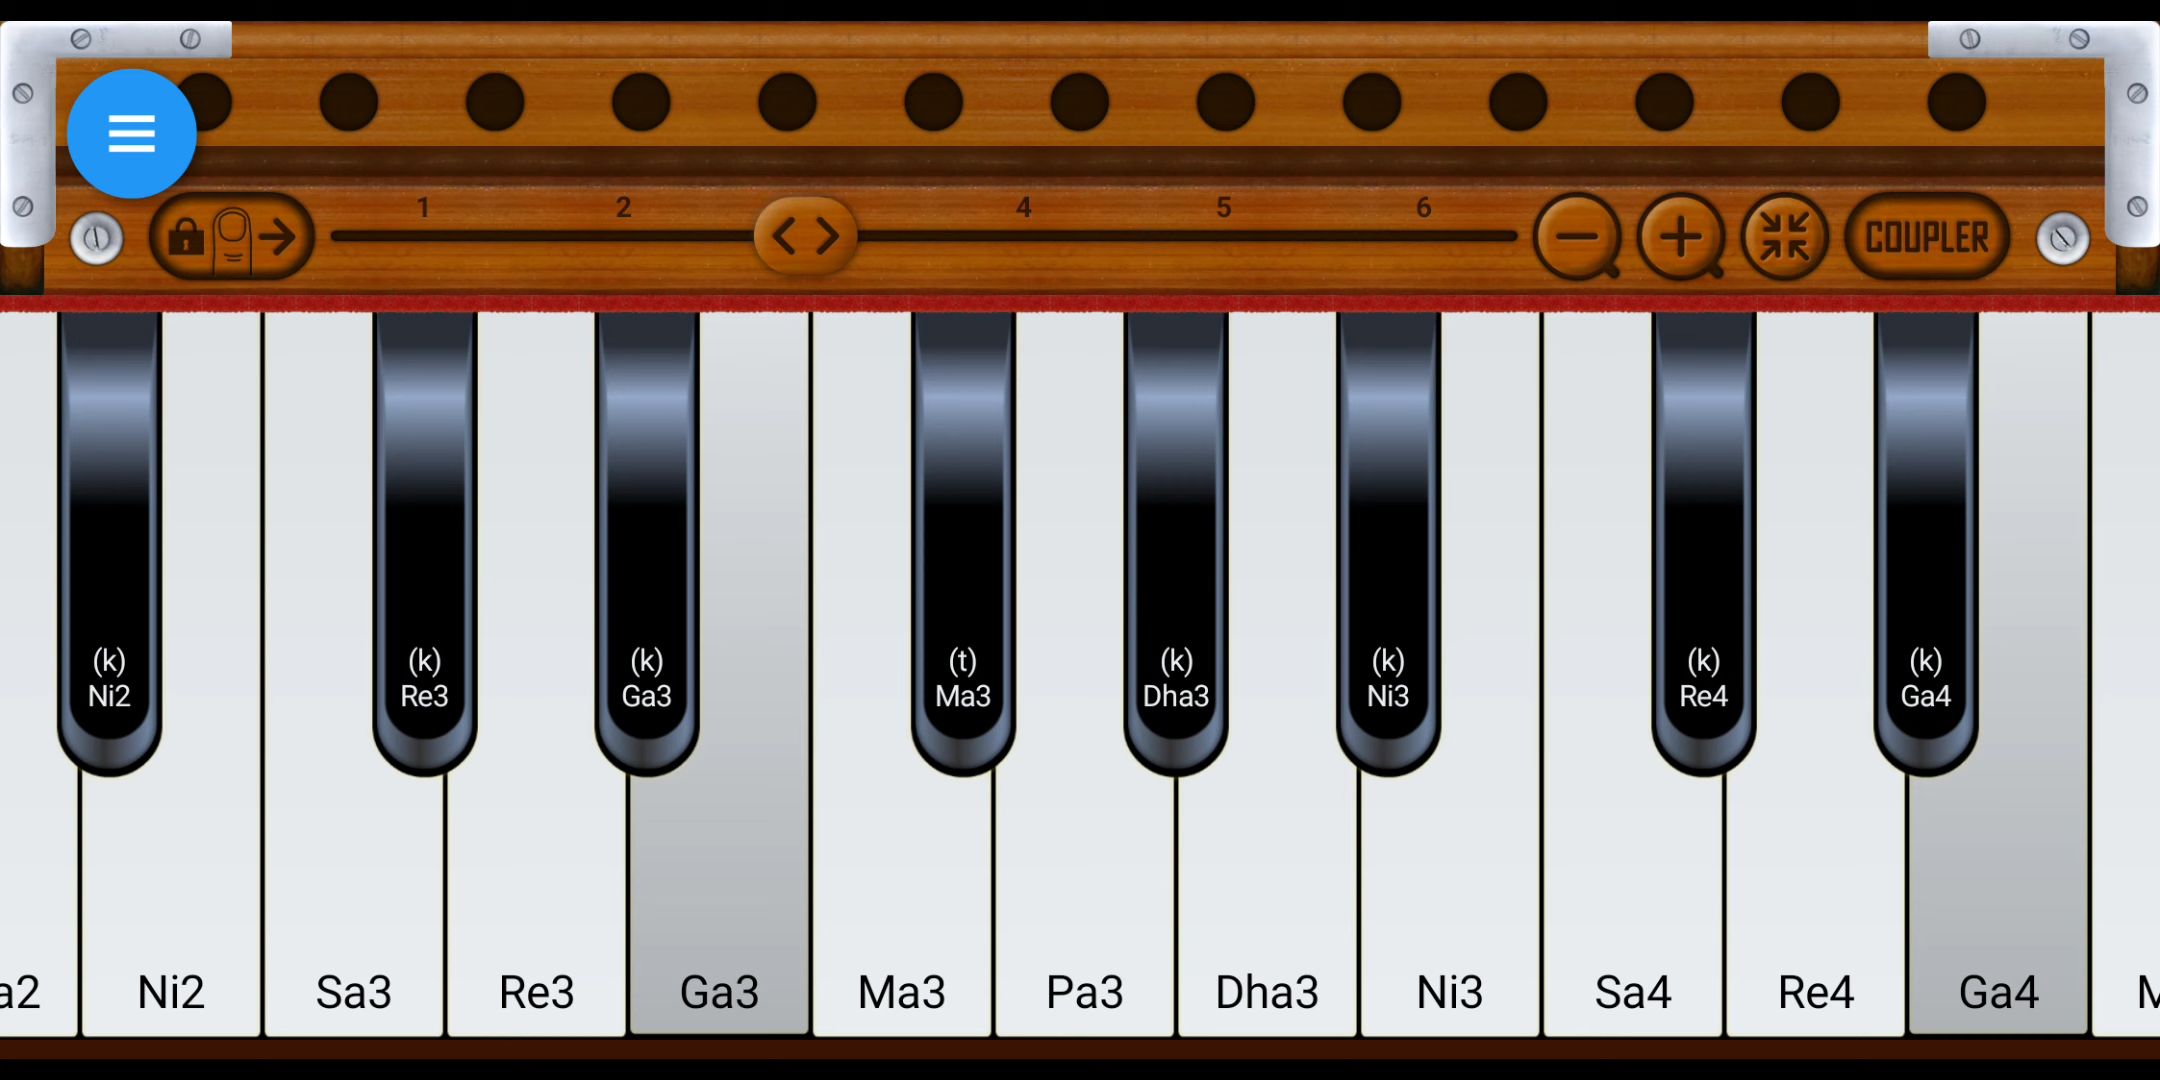 1 2 4 5 6
COUPLER
(k) (k) (k) (t) (k) (k) (k) (k)
Ni2 Re3 Ga3 Ma3 Dha3 Ni3 Re4 Ga4
a2 Ni2 Sa3 Re3 Ga3 Ma3 Pa3 Dha3 Ni3 Sa4 Re4 Ga4 M